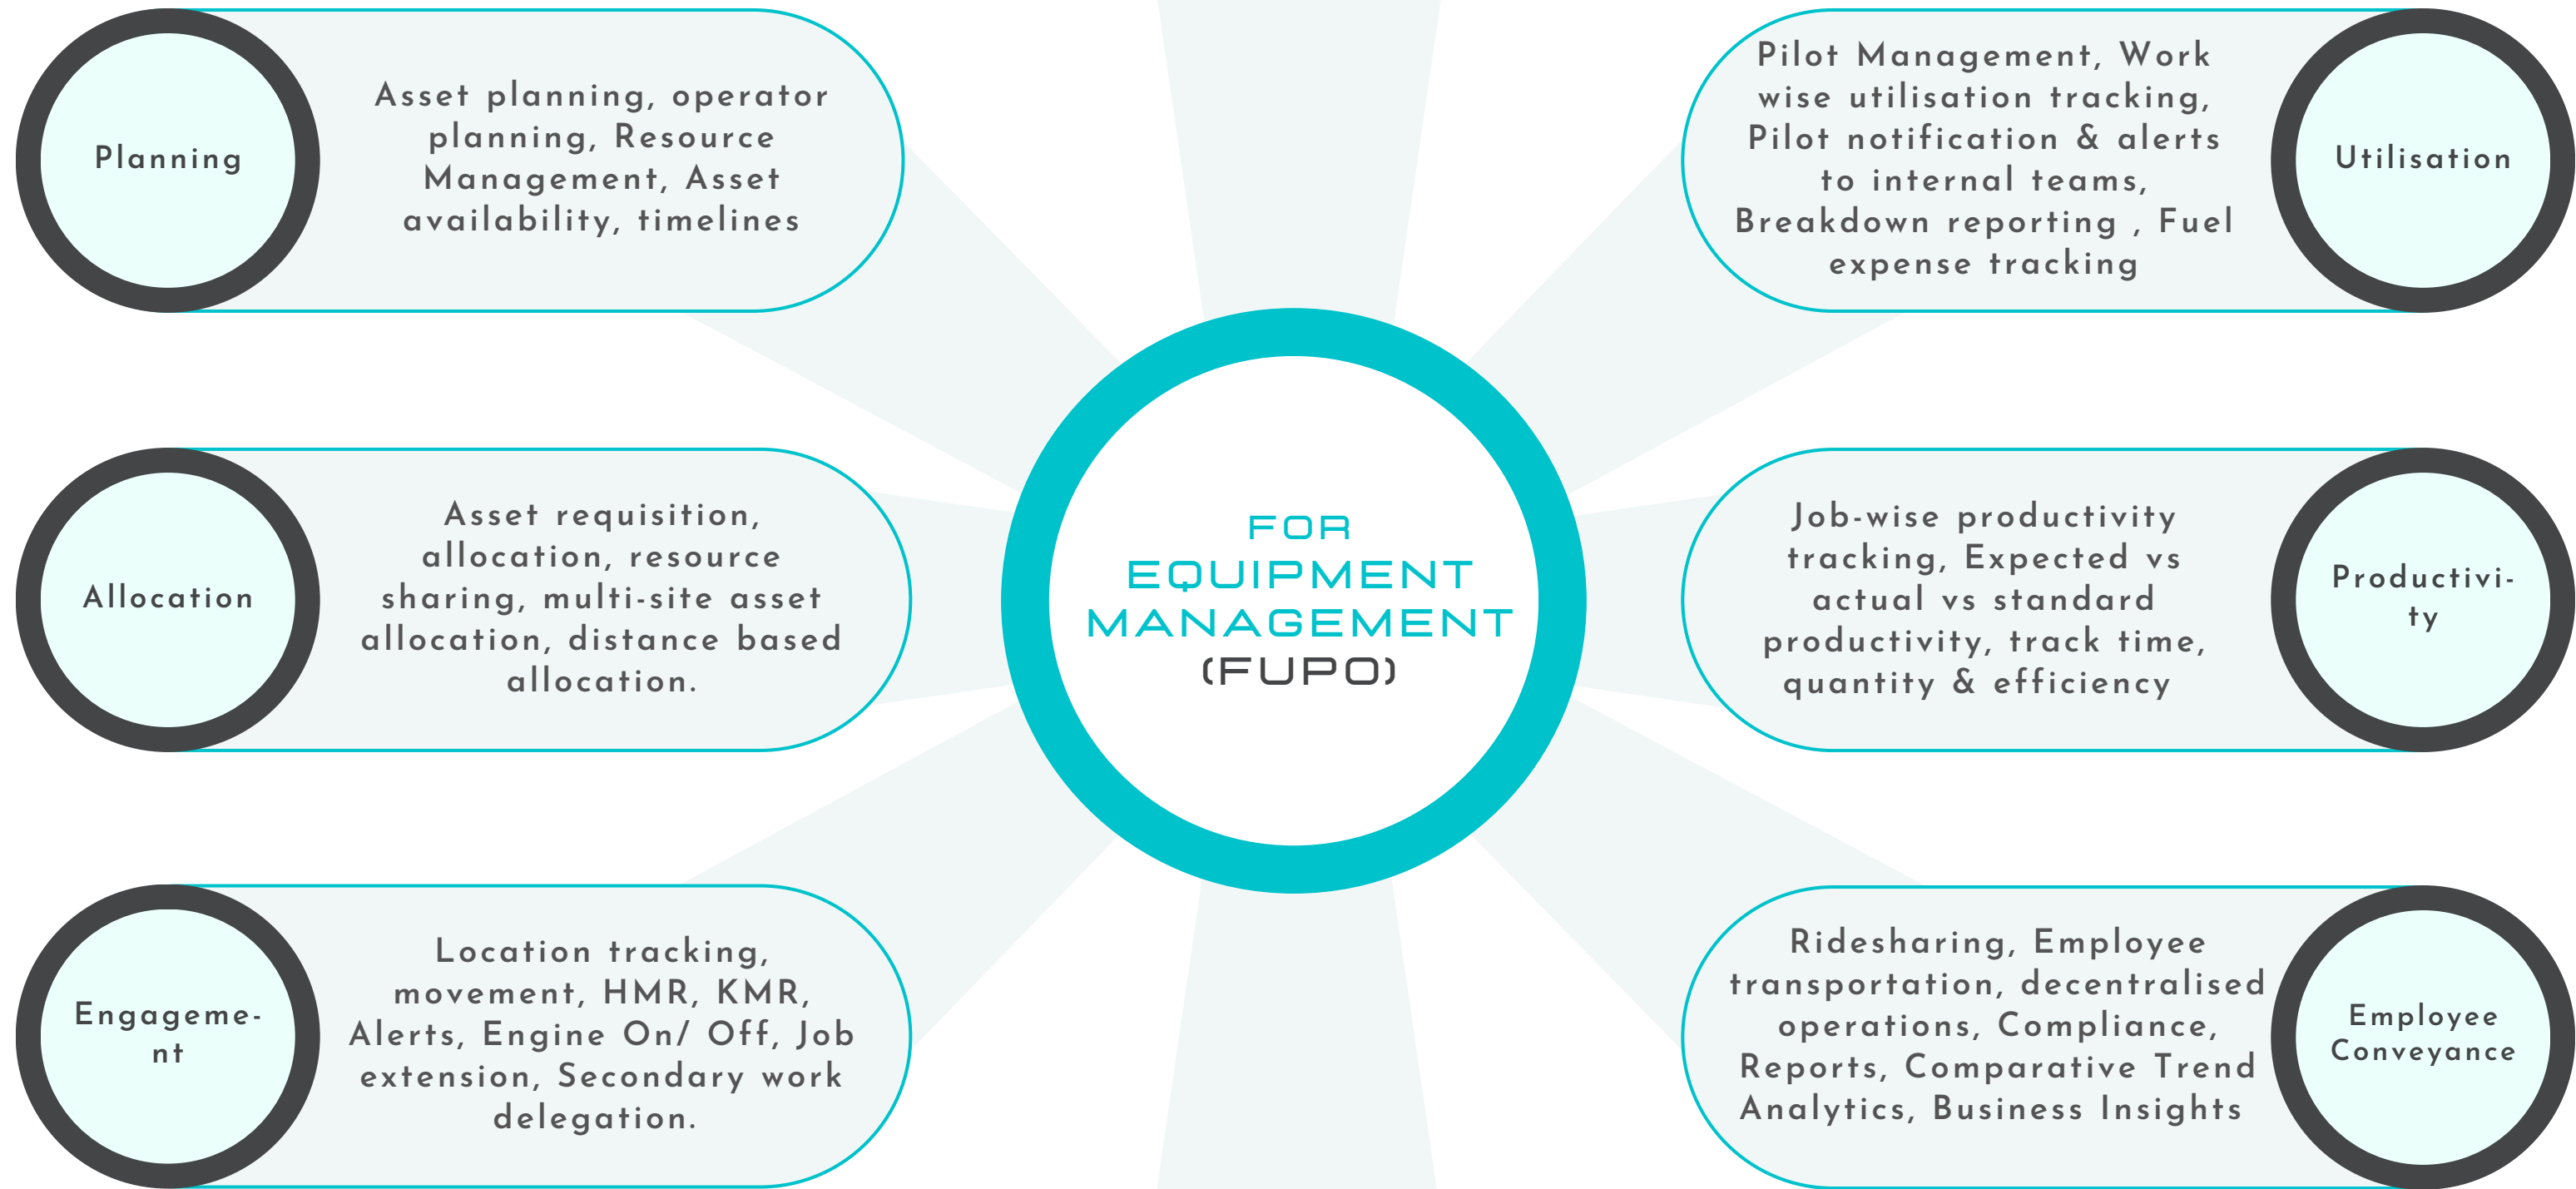 Planning
Asset planning, operator
planning, Resource
Management, Asset
availability, timelines
Allocation
Asset requisition,
allocation, resource
sharing, multi-site asset
allocation, distance based
allocation.
Engageme-
nt
Location tracking,
movement, HMR, KMR,
Alerts, Engine On/ Off, Job
extension, Secondary work
delegation.
FOR
EQUIPMENT
MANAGEMENT
(FUPO)
Pilot Management, Work
wise utilisation tracking,
Pilot notification & alerts
to internal teams,
Breakdown reporting , Fuel
expense tracking
Utilisation
Job-wise productivity
tracking, Expected vs
actual vs standard
productivity, track time,
quantity & efficiency
Productivi-
ty
Ridesharing, Employee
transportation, decentralised
operations, Compliance,
Reports, Comparative Trend
Analytics, Business Insights
Employee
Conveyance